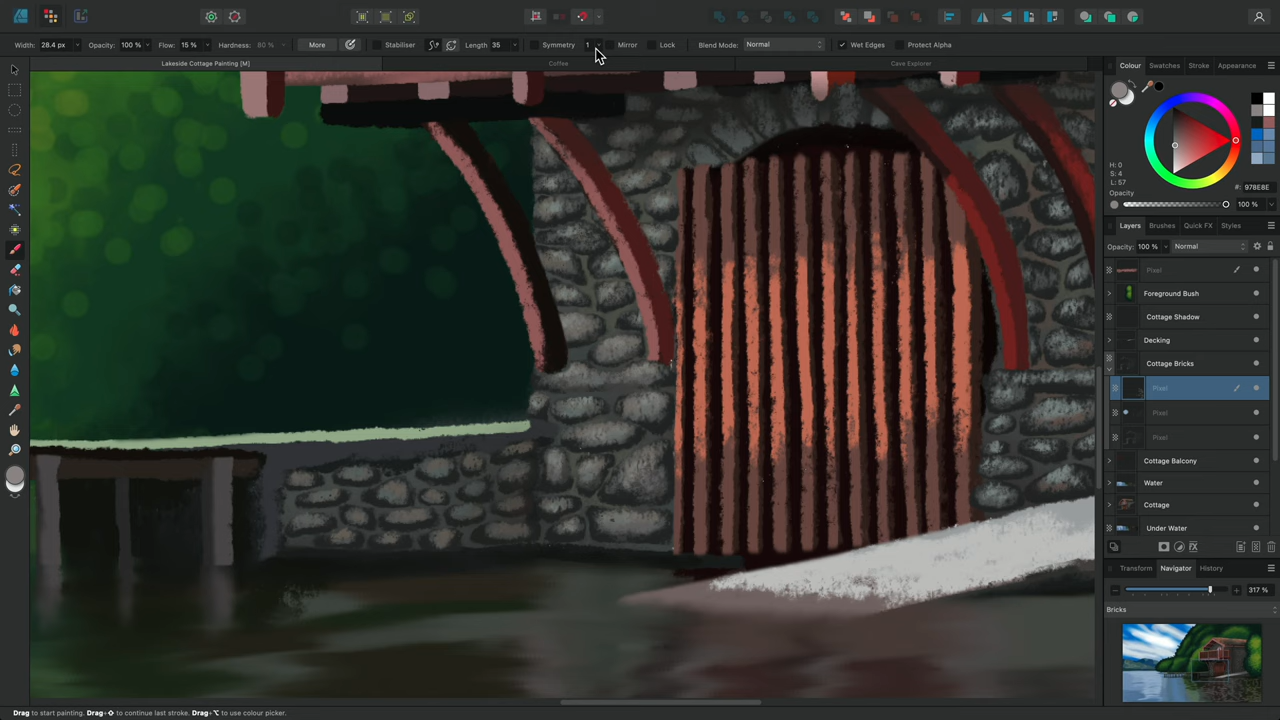 Width: 28.4 px Opacity: 100 % Flow: 15 % Hardness: 80 % More Stabiliser Length 35 Symmetry 1 Mirror Lock Blend Mode: Normal Wet Edges Protect Alpha
Lakeside Cottage Painting [M] Coffee Cave Explorer
Colour Swatches Stroke Appearance
H: 0
S: 4
L: 57
#: 978E8E
Opacity
100 %
Layers Brushes Quick FX Styles
Opacity: 100 % Normal
Pixel
Foreground Bush
Cottage Shadow
Decking
Cottage Bricks
Pixel
Pixel
Pixel
Cottage Balcony
Water
Cottage
Under Water
Transform Navigator History
317 %
Bricks
Drag to start painting. Drag+⇧ to continue last stroke. Drag+⌥ to use colour picker.